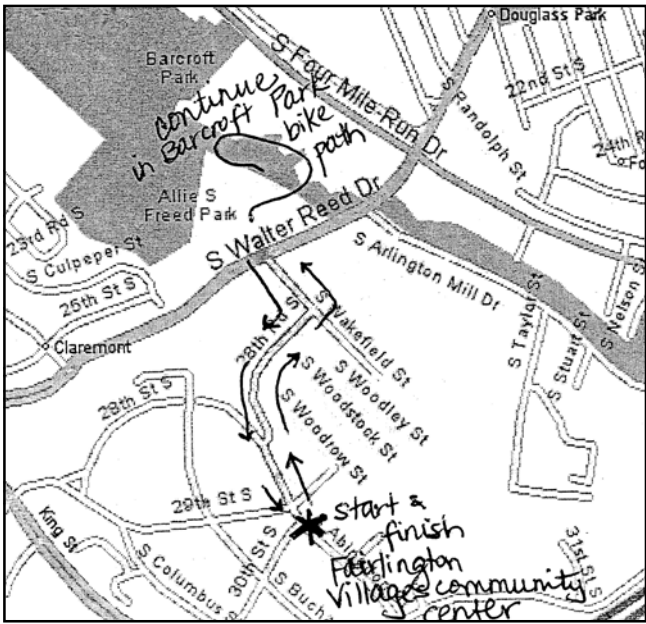 Douglass Park
S Four Mile Run Dr
Barcroft
Park
22nd St S
S Randolph St
continue
in Barcroft Park
bike
path
24th R
Fo
Allie S
Freed Park
S Walter Reed Dr
23rd Rd S
S Culpeper St
25th St S
S Arlington Mill Dr
S Nelson S
S Taylor St
S Stuart St
Claremont
28th Rd S
S Wakefield St
S Woodley St
S Woodstock St
S Woodrow St
28th St S
29th St S
30th St S
King St
S Columbus
S Buch
start &
finish
Fairlington
Villages community
center
31st St S